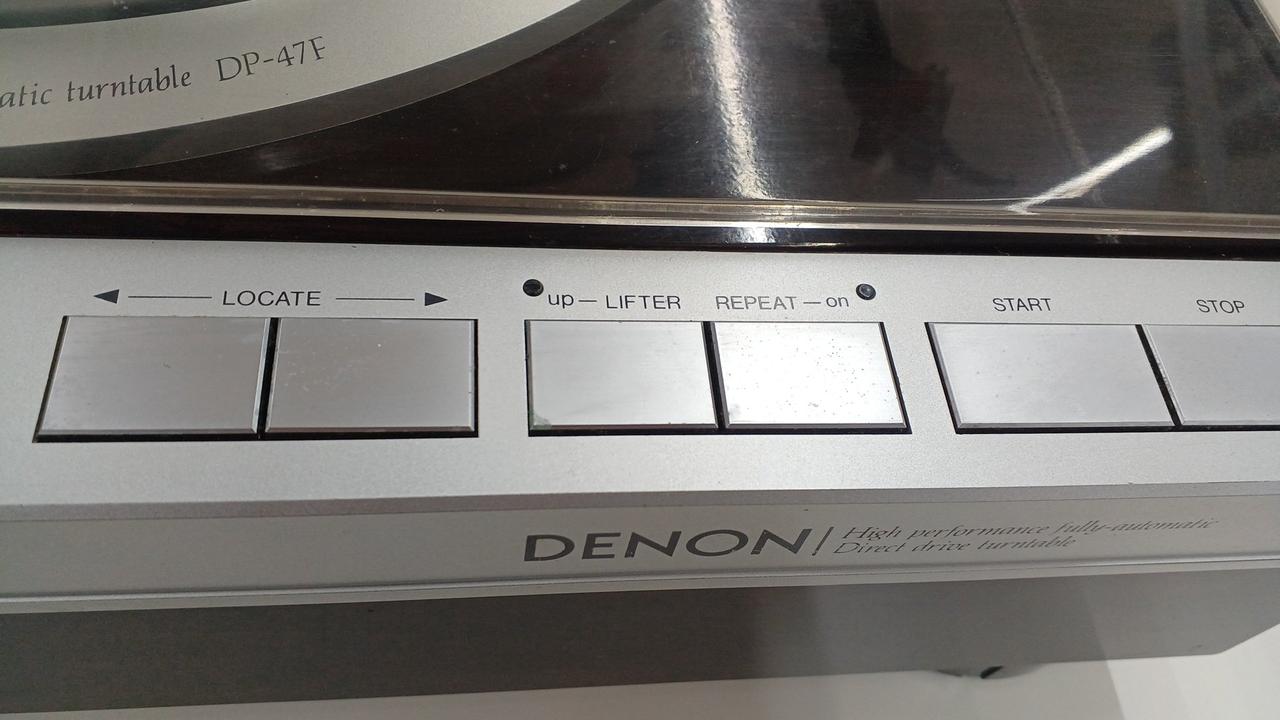 atic turntable DP-47F
◀ — LOCATE — ▶
up — LIFTER
REPEAT — on
START
STOP
DENON / High performance fully-automatic
Direct drive turntable